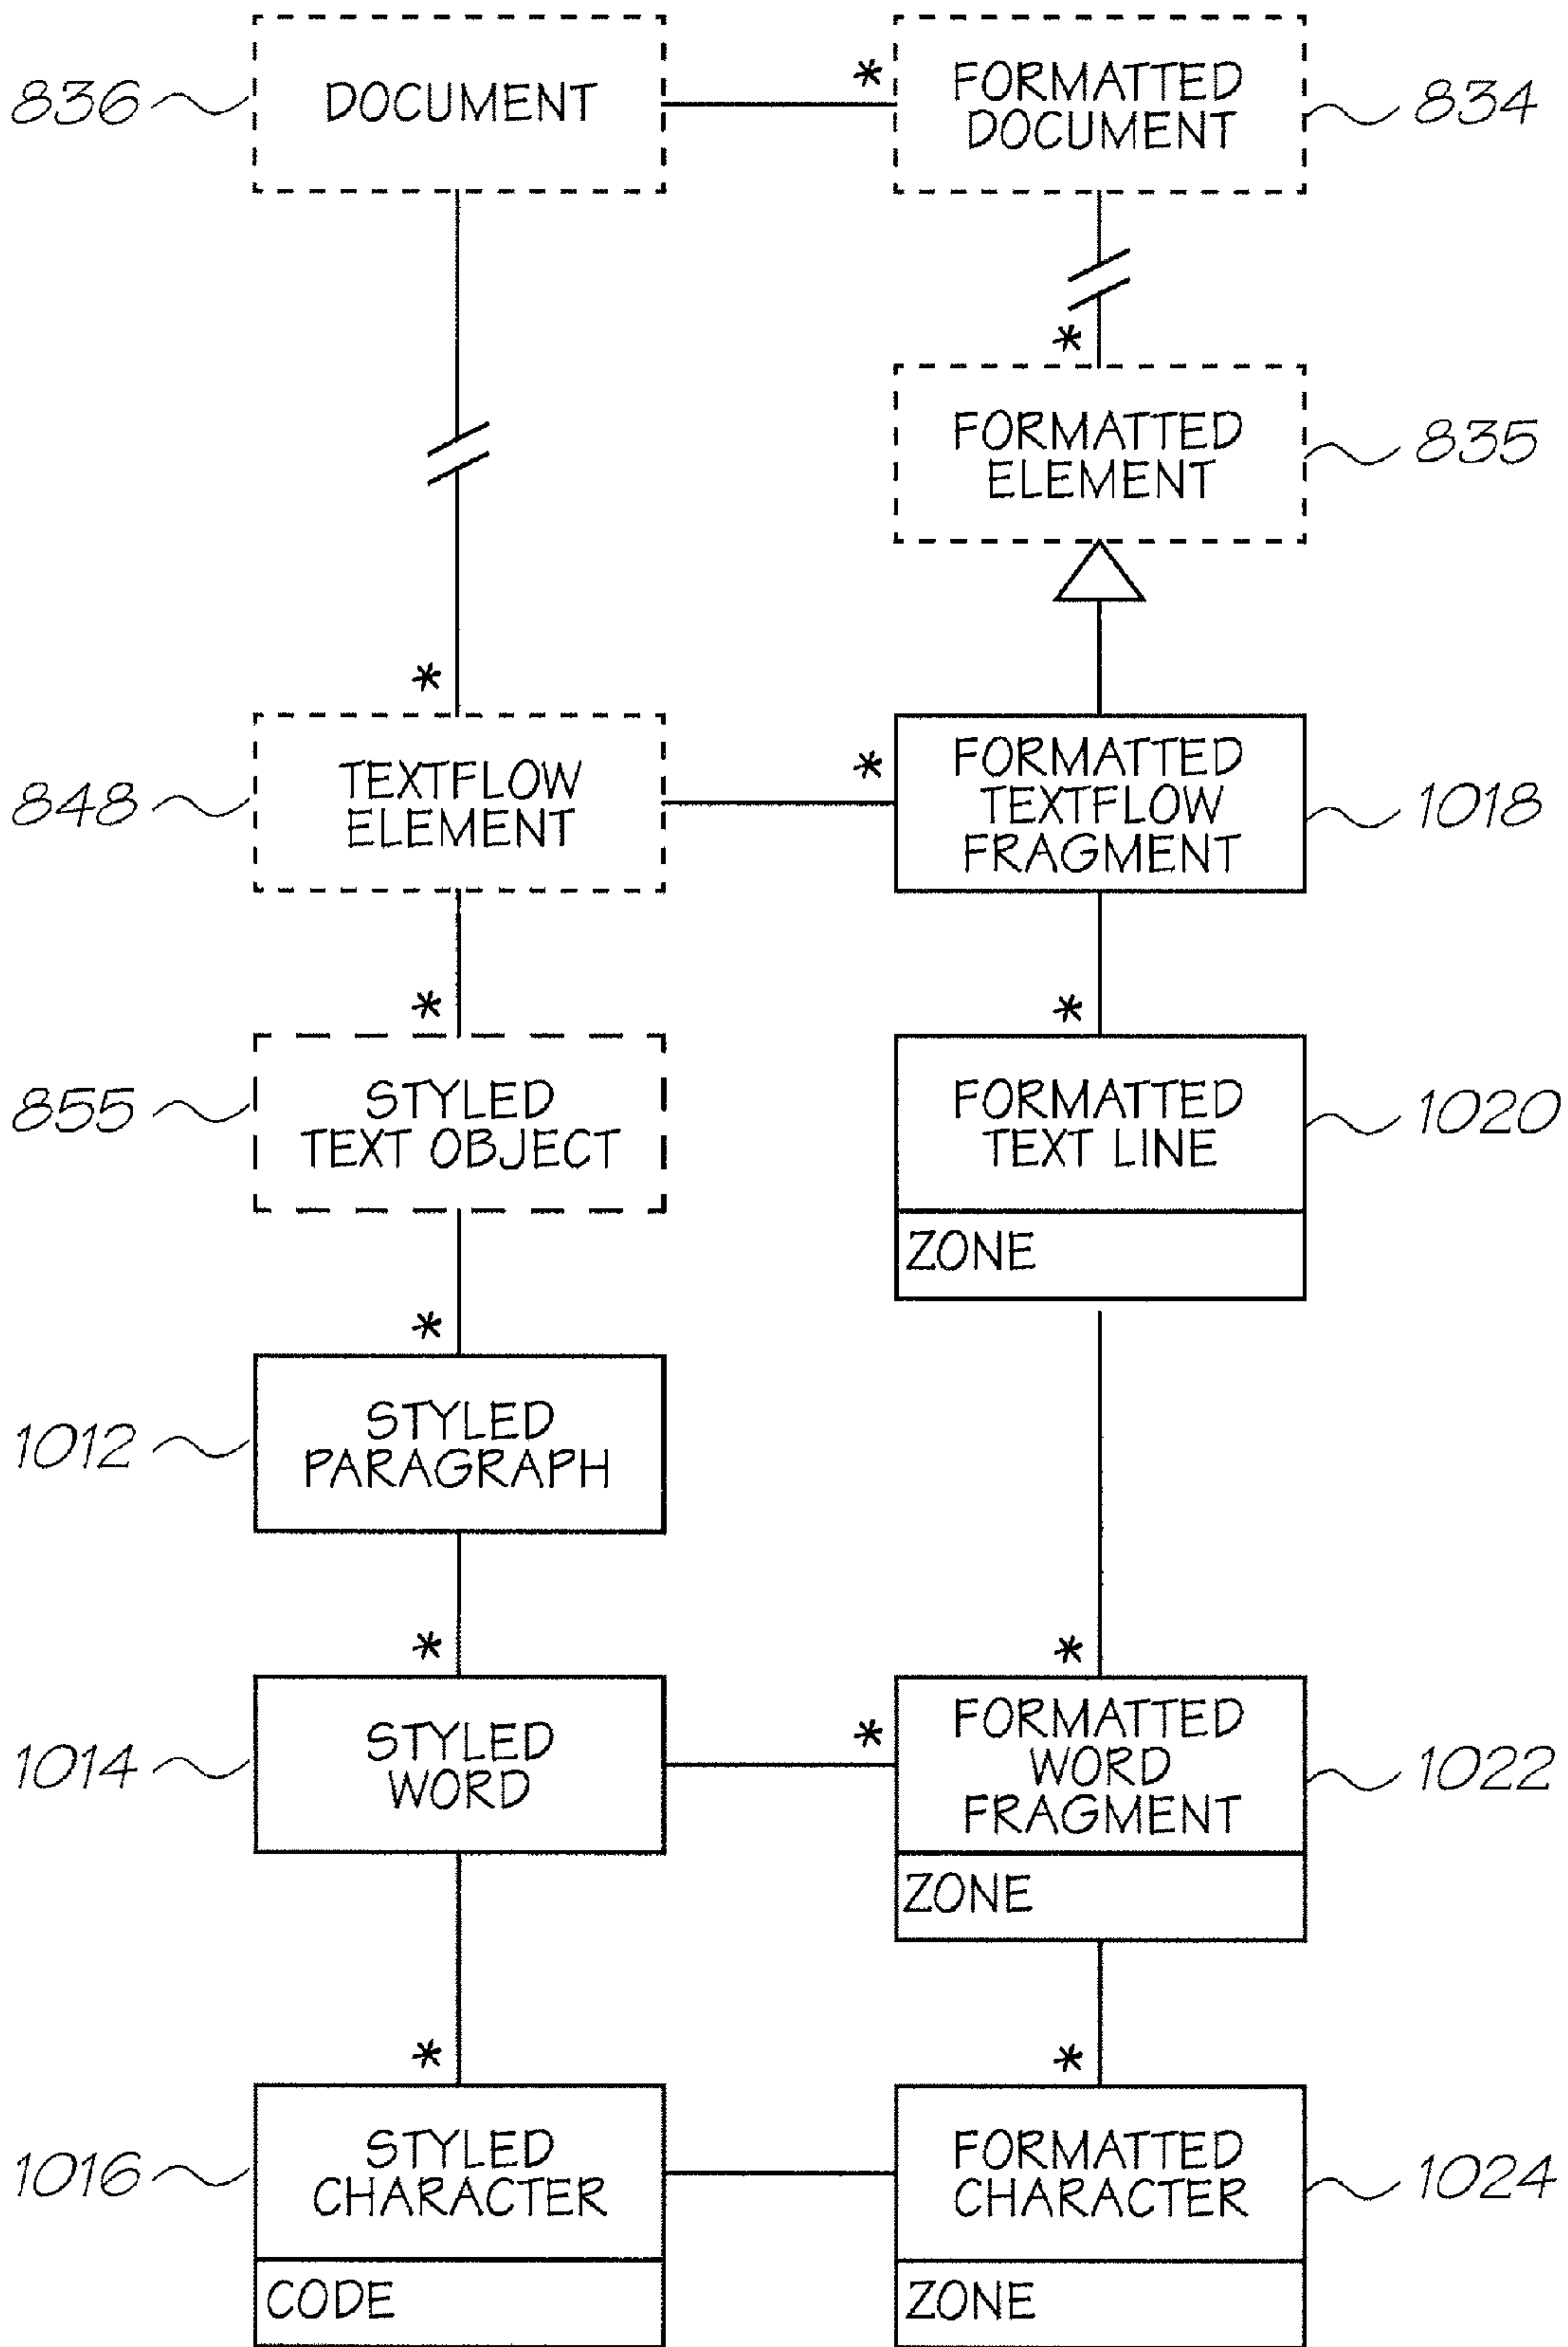 836
DOCUMENT
*
FORMATTED
DOCUMENT
834
*
FORMATTED
ELEMENT
835
*
848
TEXTFLOW
ELEMENT
*
FORMATTED
TEXTFLOW
FRAGMENT
1018
*
855
STYLED
TEXT OBJECT
*
FORMATTED
TEXT LINE
ZONE
1020
*
1012
STYLED
PARAGRAPH
*
1014
STYLED
WORD
*
*
FORMATTED
WORD
FRAGMENT
ZONE
1022
*
1016
STYLED
CHARACTER
CODE
*
FORMATTED
CHARACTER
ZONE
1024